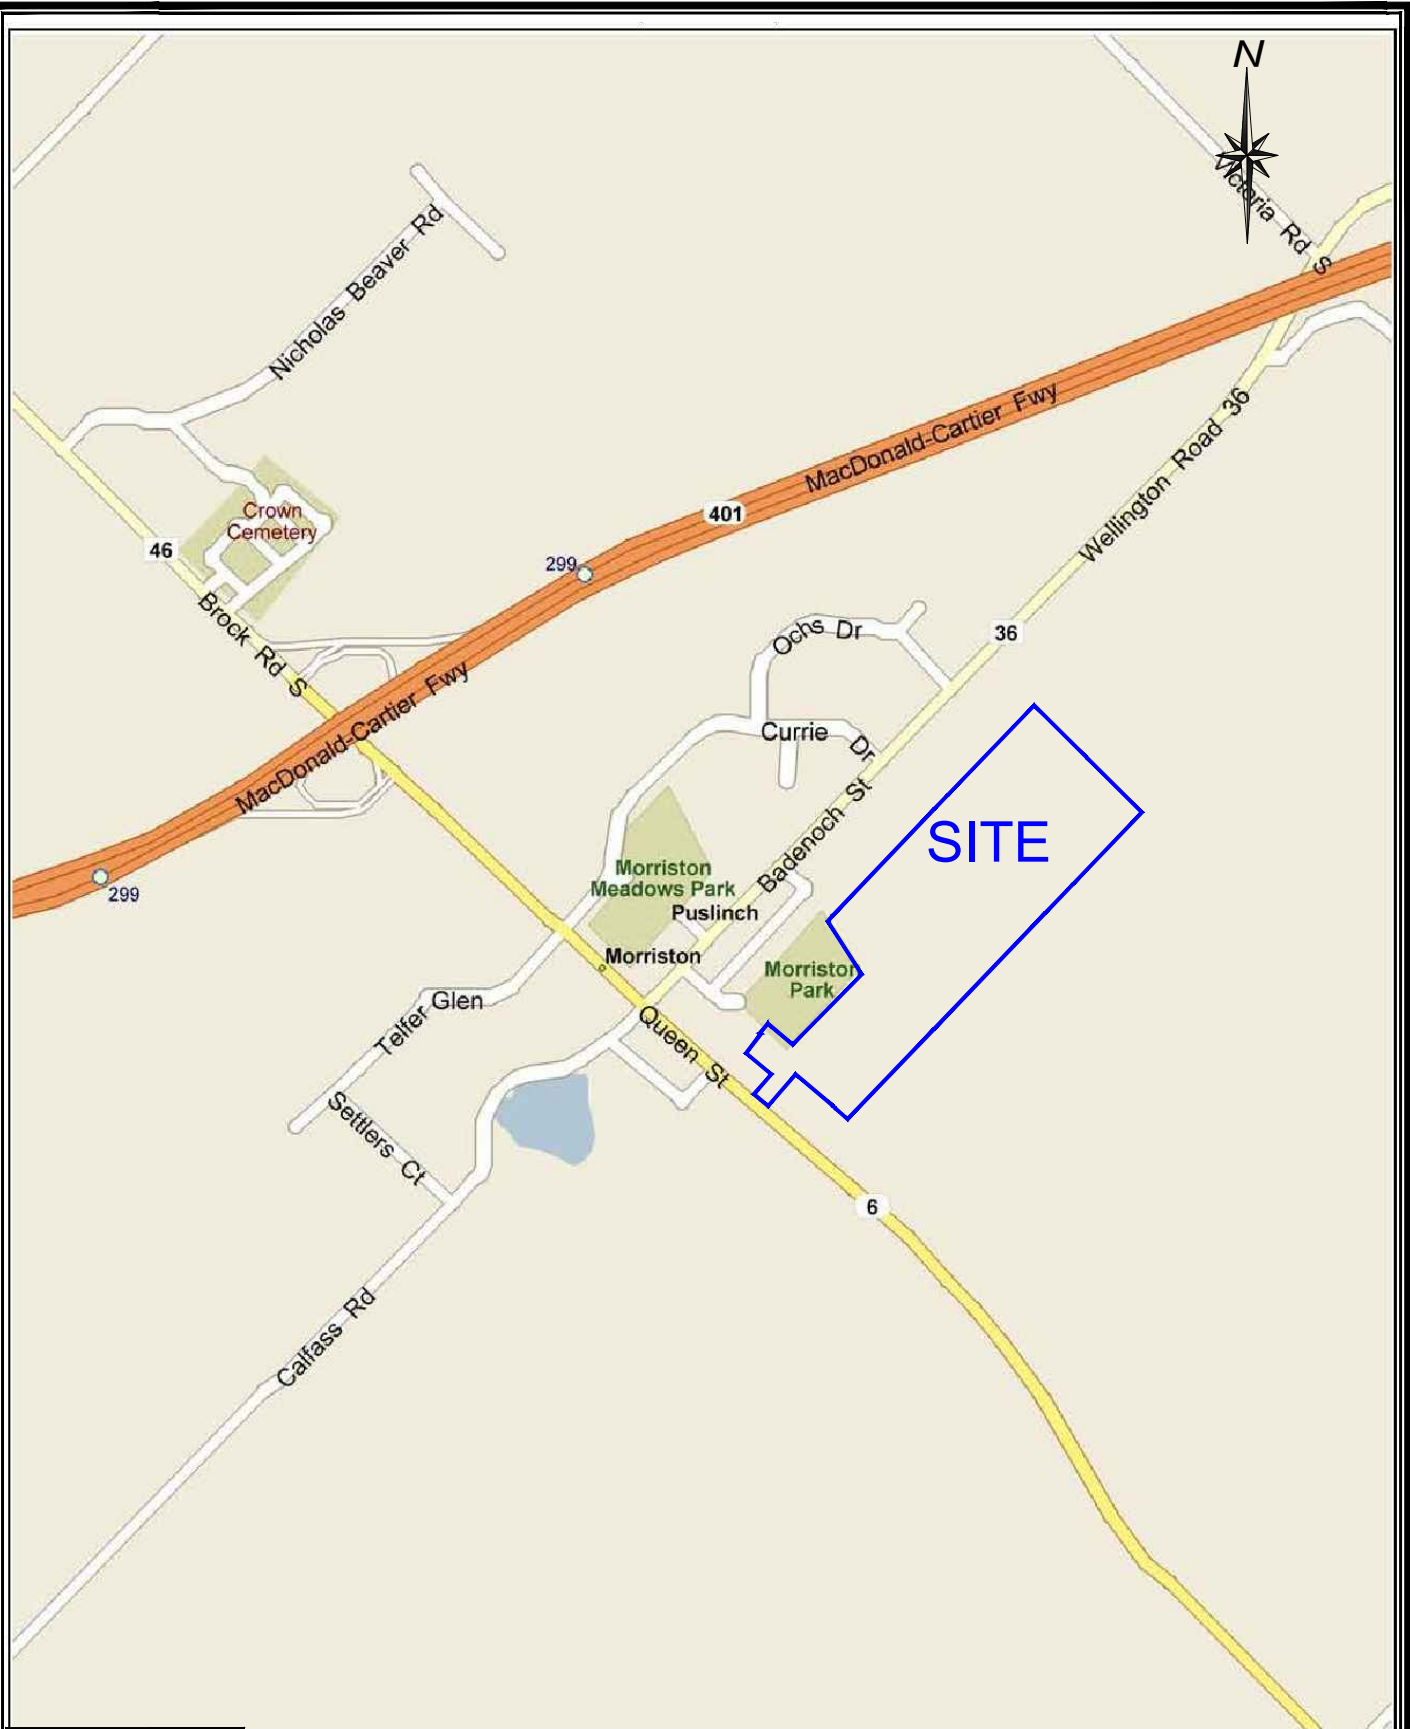 N
Victoria Rd S
Nicholas Beaver Rd
MacDonald-Cartier Fwy
Wellington Road 36
401
Crown
Cemetery
46
299
Brock Rd S
Ochs Dr
36
MacDonald-Cartier Fwy
Currie Dr
Badenoch St
SITE
Morriston
Meadows Park
299
Puslinch
Morriston
Morriston
Park
Telfer Glen
Queen St
Settlers Ct
6
Calfass Rd